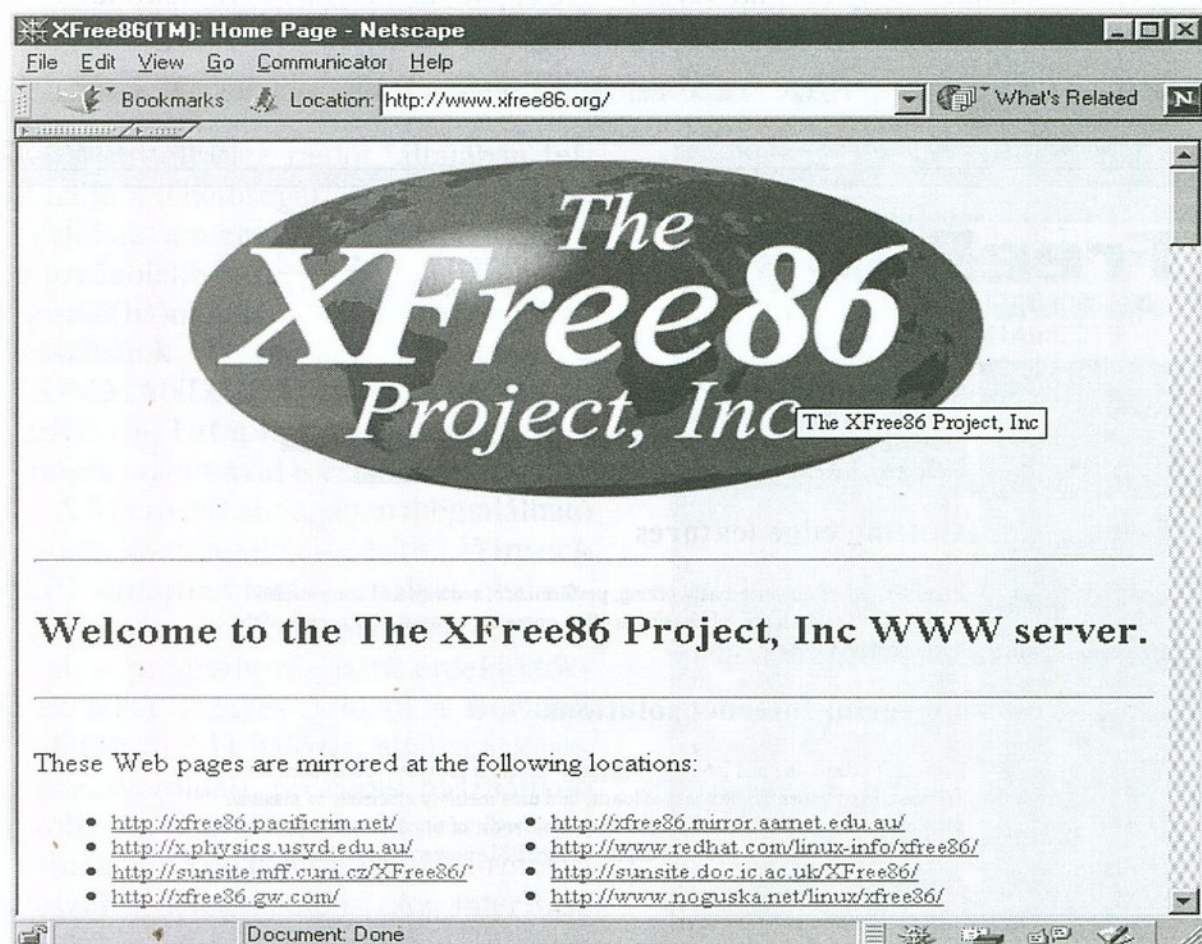 XFree86(TM): Home Page - Netscape
File Edit View Go Communicator Help
Bookmarks Location: http://www.xfree86.org/ What's Related N
The
XFree86
Project, Inc
The XFree86 Project, Inc
Welcome to the The XFree86 Project, Inc WWW server.
These Web pages are mirrored at the following locations:
• http://xfree86.pacificrim.net/
• http://x.physics.usyd.edu.au/
• http://sunsite.mff.cuni.cz/XFree86/
• http://xfree86.gw.com/
• http://xfree86.mirror.aarnet.edu.au/
• http://www.redhat.com/linux-info/xfree86/
• http://sunsite.doc.ic.ac.uk/XFree86/
• http://www.noguska.net/linux/xfree86/
Document: Done